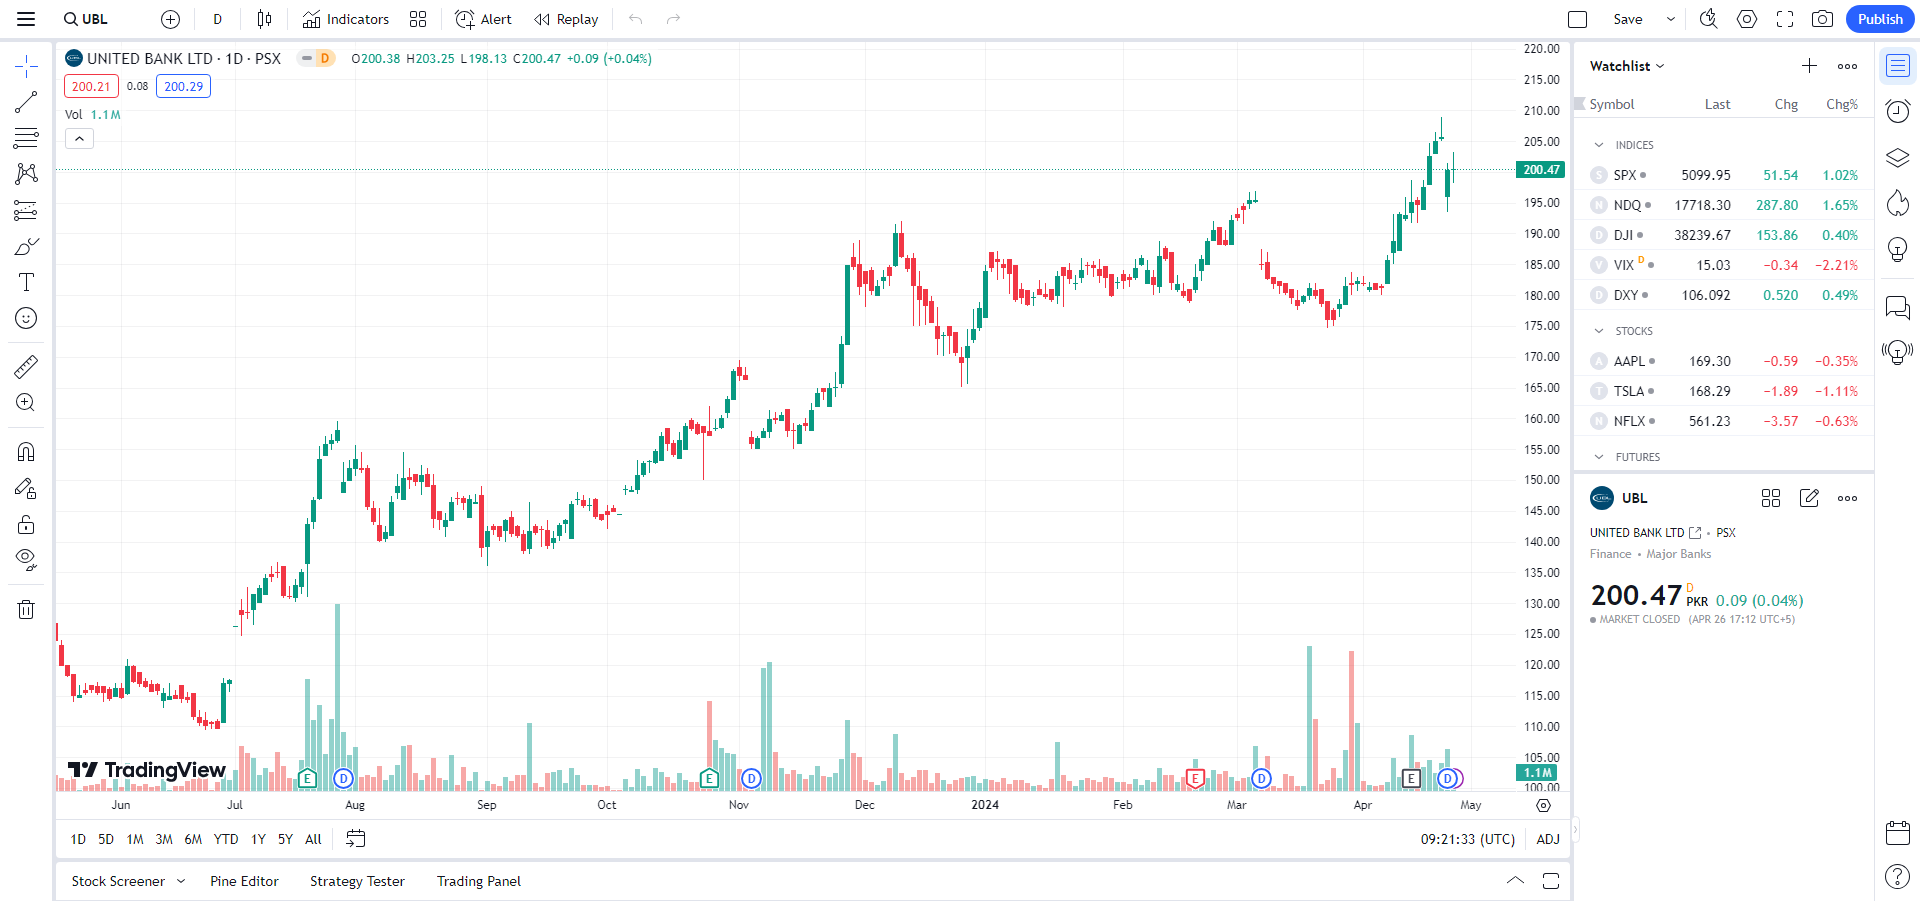 UBL D Indicators Alert Replay Save Publish
UNITED BANK LTD · 1D · PSX D O200.38 H203.25 L198.13 C200.47 +0.09 (+0.04%)
200.21 0.08 200.29
Vol 1.1M
220.00
215.00
210.00
205.00
200.47
195.00
190.00
185.00
180.00
175.00
170.00
165.00
160.00
155.00
150.00
145.00
140.00
135.00
130.00
125.00
120.00
115.00
110.00
105.00
1.1M
100.00
TradingView
E D E D E D E D
Jun Jul Aug Sep Oct Nov Dec 2024 Feb Mar Apr May
1D 5D 1M 3M 6M YTD 1Y 5Y All 09:21:33 (UTC) ADJ
Stock Screener Pine Editor Strategy Tester Trading Panel
Watchlist
Symbol Last Chg Chg%
INDICES
S SPX 5099.95 51.54 1.02%
N NDQ 17718.30 287.80 1.65%
D DJI 38239.67 153.86 0.40%
V VIX D 15.03 −0.34 −2.21%
D DXY 106.092 0.520 0.49%
STOCKS
A AAPL 169.30 −0.59 −0.35%
T TSLA 168.29 −1.89 −1.11%
N NFLX 561.23 −3.57 −0.63%
FUTURES
UBL UBL
UNITED BANK LTD • PSX
Finance • Major Banks
200.47 D PKR 0.09 (0.04%)
MARKET CLOSED (APR 26 17:12 UTC+5)